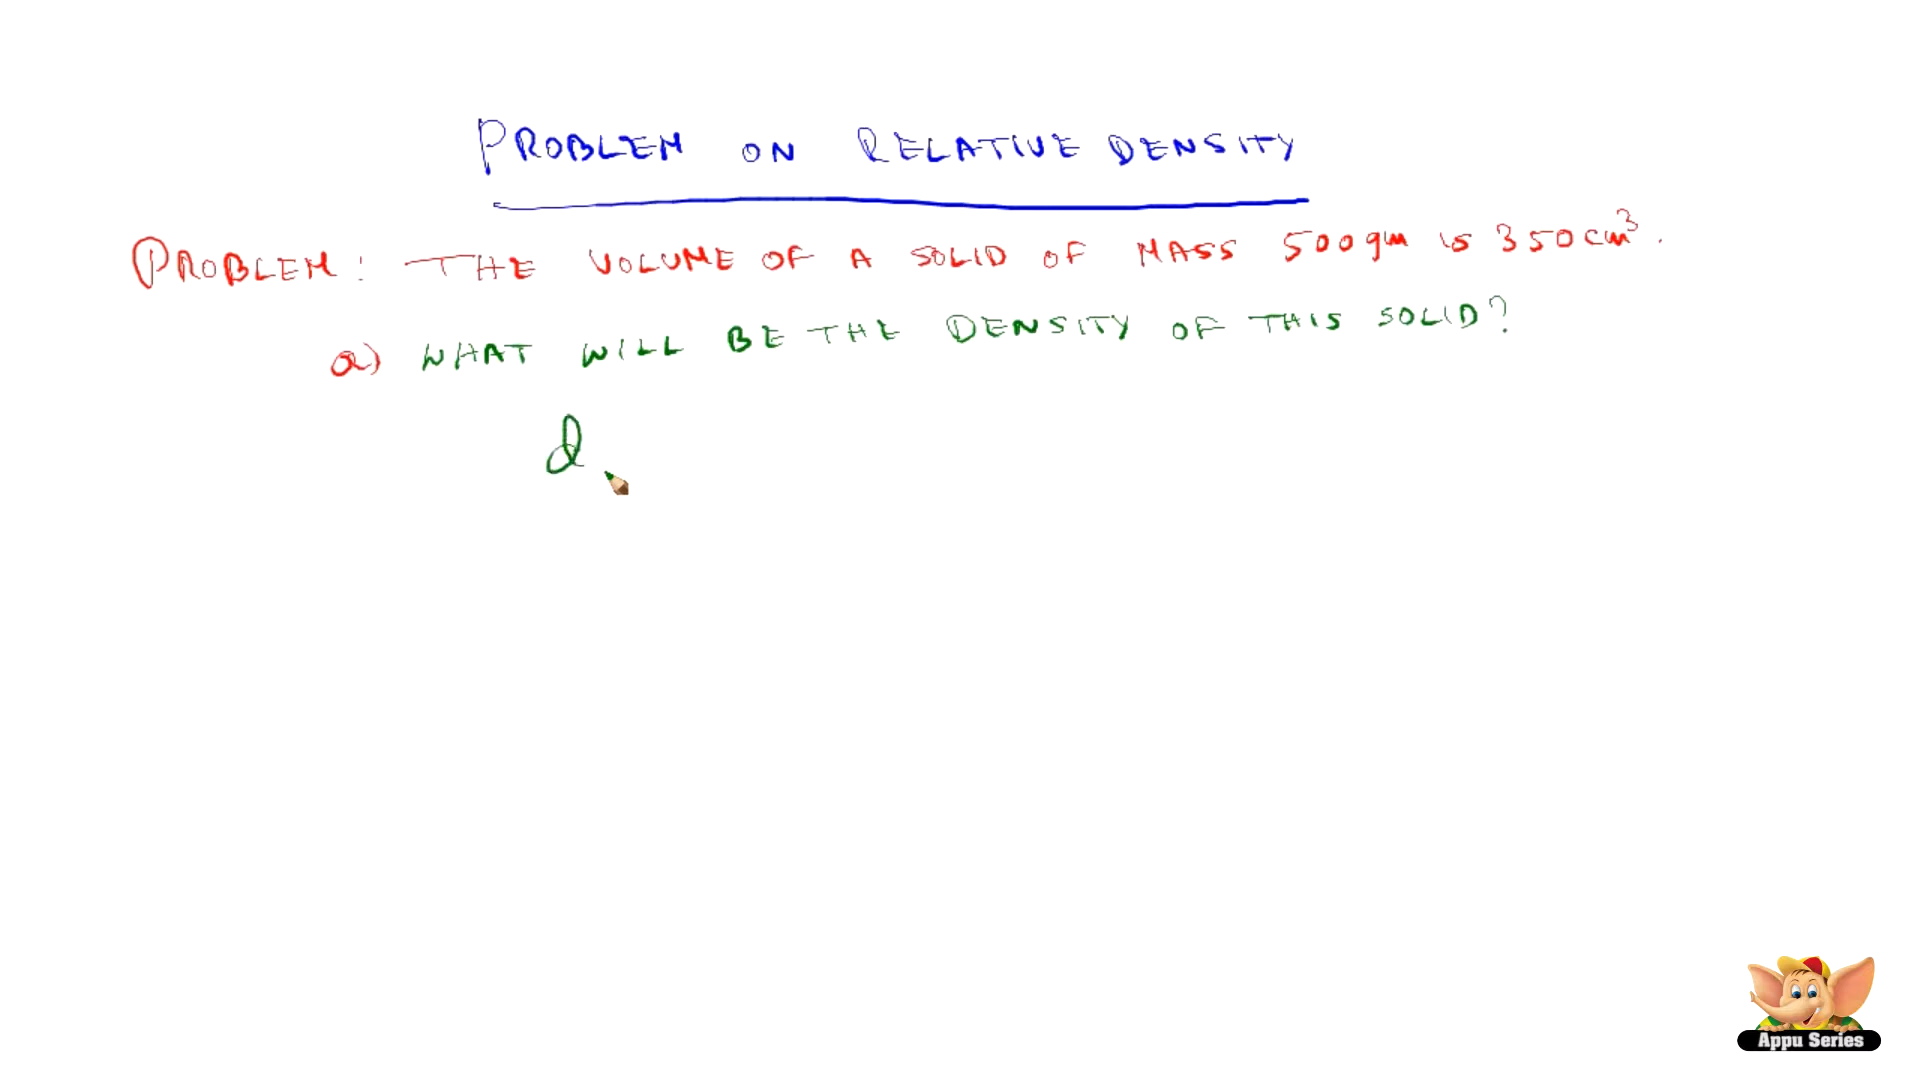 PROBLEM ON RELATIVE DENSITY
PROBLEM: THE VOLUME OF A SOLID OF MASS 500gm is 350cm³.
a) WHAT WILL BE THE DENSITY OF THIS SOLID?
d
Appu Series